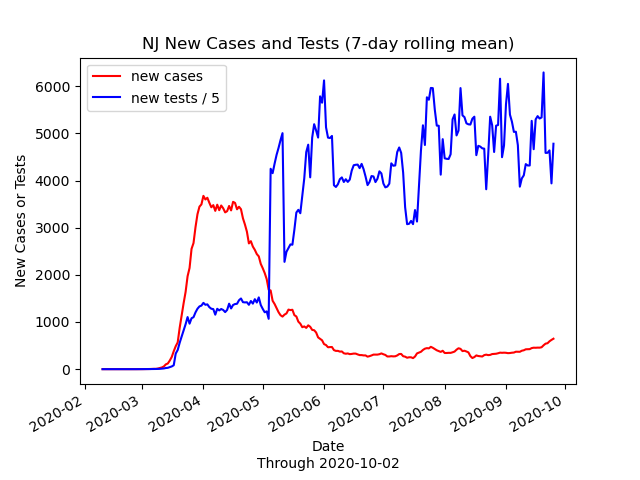 NJ New Cases and Tests (7-day rolling mean)
new cases
new tests / 5
New Cases or Tests
6000
5000
4000
3000
2000
1000
0
2020-02
2020-03
2020-04
2020-05
2020-06
2020-07
2020-08
2020-09
2020-10
Date
Through 2020-10-02